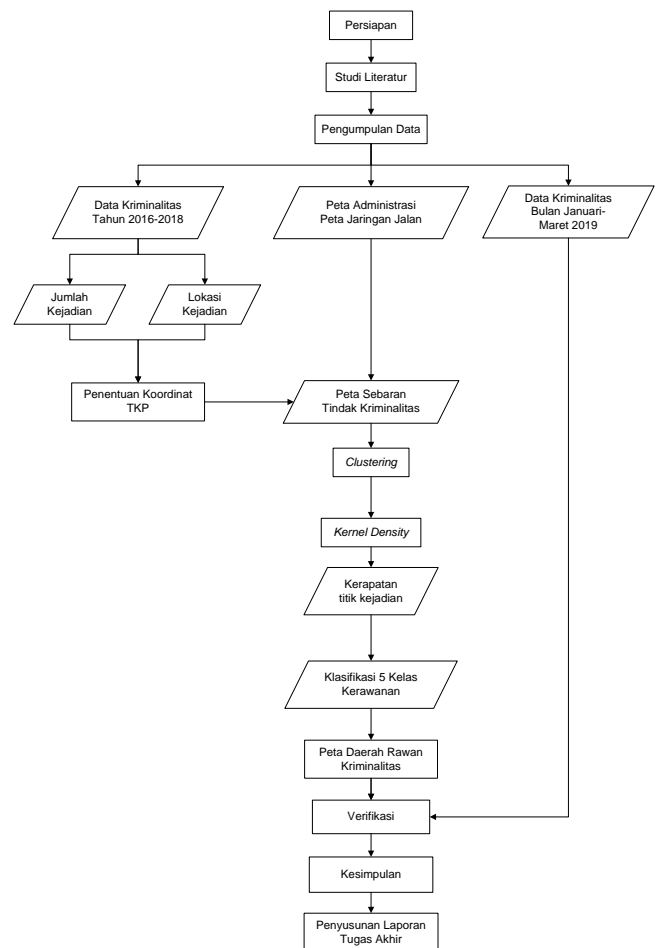 Persiapan
Studi Literatur
Pengumpulan Data
Data Kriminalitas
Tahun 2016-2018
Peta Administrasi
Peta Jaringan Jalan
Data Kriminalitas
Bulan Januari-
Maret 2019
Jumlah
Kejadian
Lokasi
Kejadian
Penentuan Koordinat
TKP
Peta Sebaran
Tindak Kriminalitas
Clustering
Kernel Density
Kerapatan
titik kejadian
Klasifikasi 5 Kelas
Kerawanan
Peta Daerah Rawan
Kriminalitas
Verifikasi
Kesimpulan
Penyusunan Laporan
Tugas Akhir